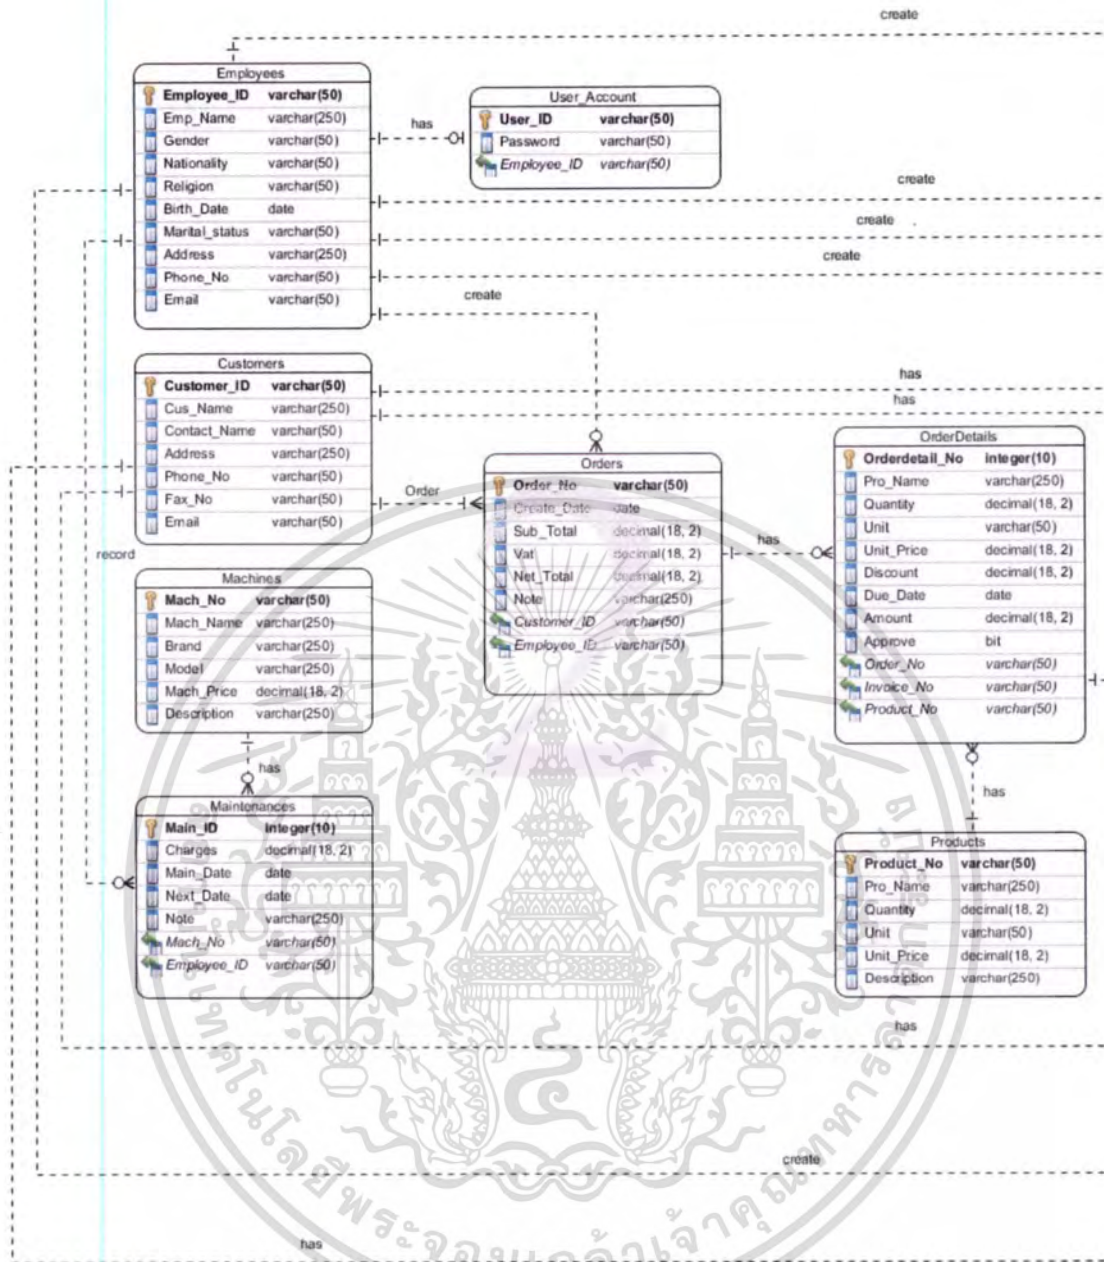 create
Employees
Employee_ID varchar(50)
Emp_Name varchar(250)
Gender varchar(50)
Nationality varchar(50)
Religion varchar(50)
Birth_Date date
Marital_status varchar(50)
Address varchar(250)
Phone_No varchar(50)
Email varchar(50)
has
User_Account
User_ID varchar(50)
Password varchar(50)
Employee_ID varchar(50)
create
create
create
create
Customers
Customer_ID varchar(50)
Cus_Name varchar(250)
Contact_Name varchar(50)
Address varchar(250)
Phone_No varchar(50)
Fax_No varchar(50)
Email varchar(50)
has
has
Order
Orders
Order_No varchar(50)
Create_Date date
Sub_Total decimal(18, 2)
Vat decimal(18, 2)
Net_Total decimal(18, 2)
Note varchar(250)
Customer_ID varchar(50)
Employee_ID varchar(50)
has
OrderDetails
Orderdetail_No integer(10)
Pro_Name varchar(250)
Quantity decimal(18, 2)
Unit varchar(50)
Unit_Price decimal(18, 2)
Discount decimal(18, 2)
Due_Date date
Amount decimal(18, 2)
Approve bit
Order_No varchar(50)
Invoice_No varchar(50)
Product_No varchar(50)
record
Machines
Mach_No varchar(50)
Mach_Name varchar(250)
Brand varchar(250)
Model varchar(250)
Mach_Price decimal(18, 2)
Description varchar(250)
has
Maintenances
Main_ID integer(10)
Charges decimal(18, 2)
Main_Date date
Next_Date date
Note varchar(250)
Mach_No varchar(50)
Employee_ID varchar(50)
has
Products
Product_No varchar(50)
Pro_Name varchar(250)
Quantity decimal(18, 2)
Unit varchar(50)
Unit_Price decimal(18, 2)
Description varchar(250)
has
create
has